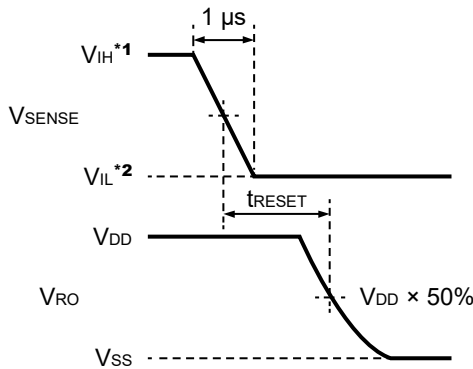 1 µs
VIH*1
VSENSE
VIL*2
tRESET
VDD
VRO
VDD × 50%
VSS